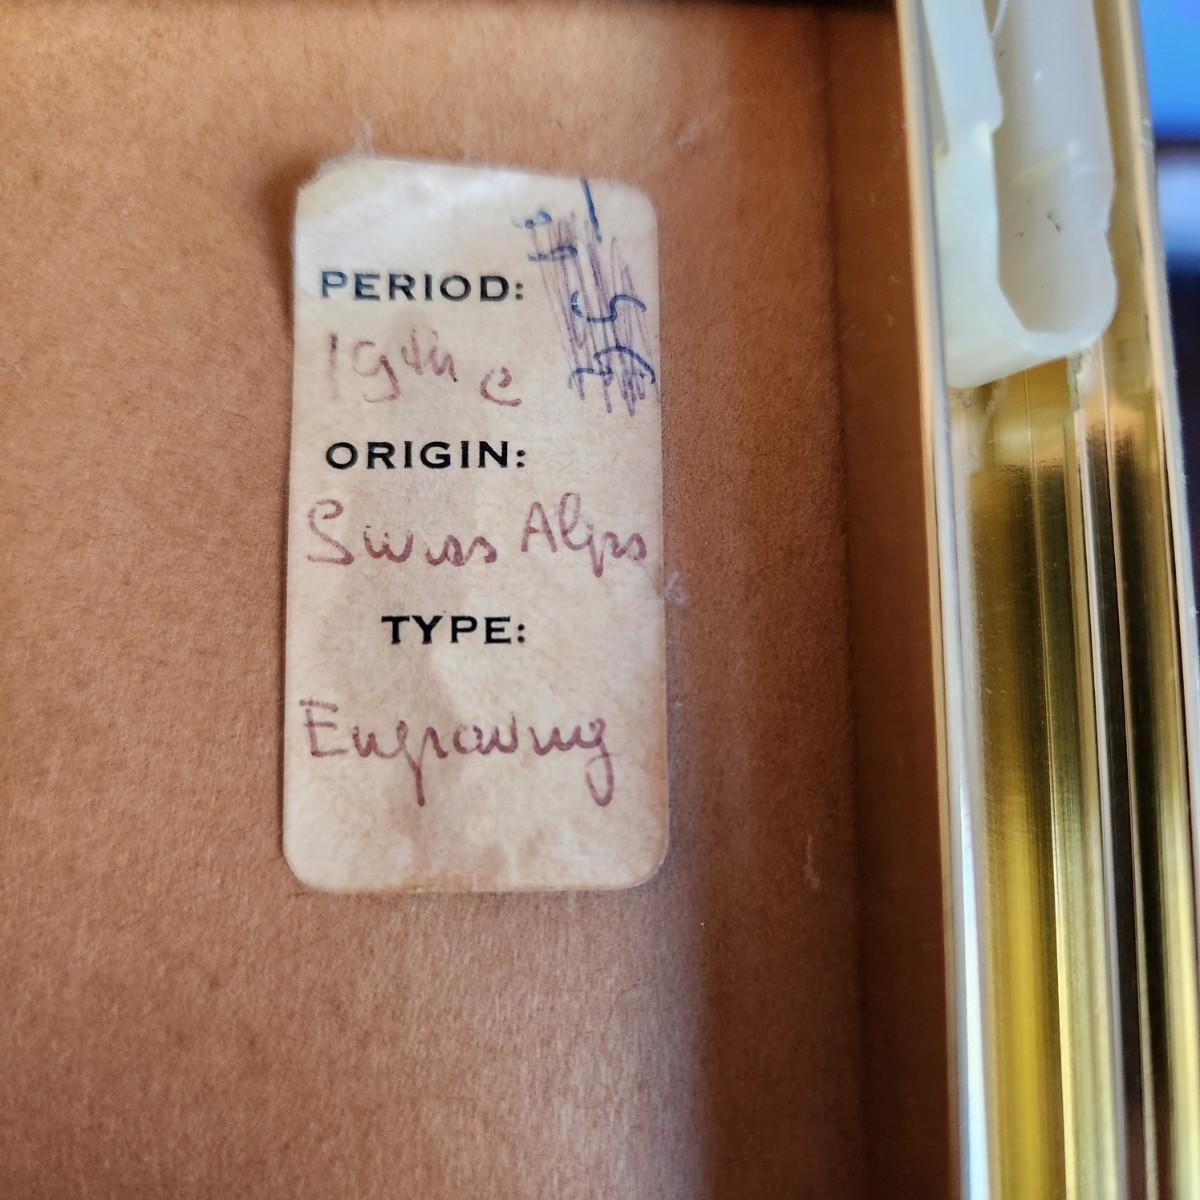 PERIOD:
19th c
ORIGIN:
Swiss Alps
TYPE:
Engraving